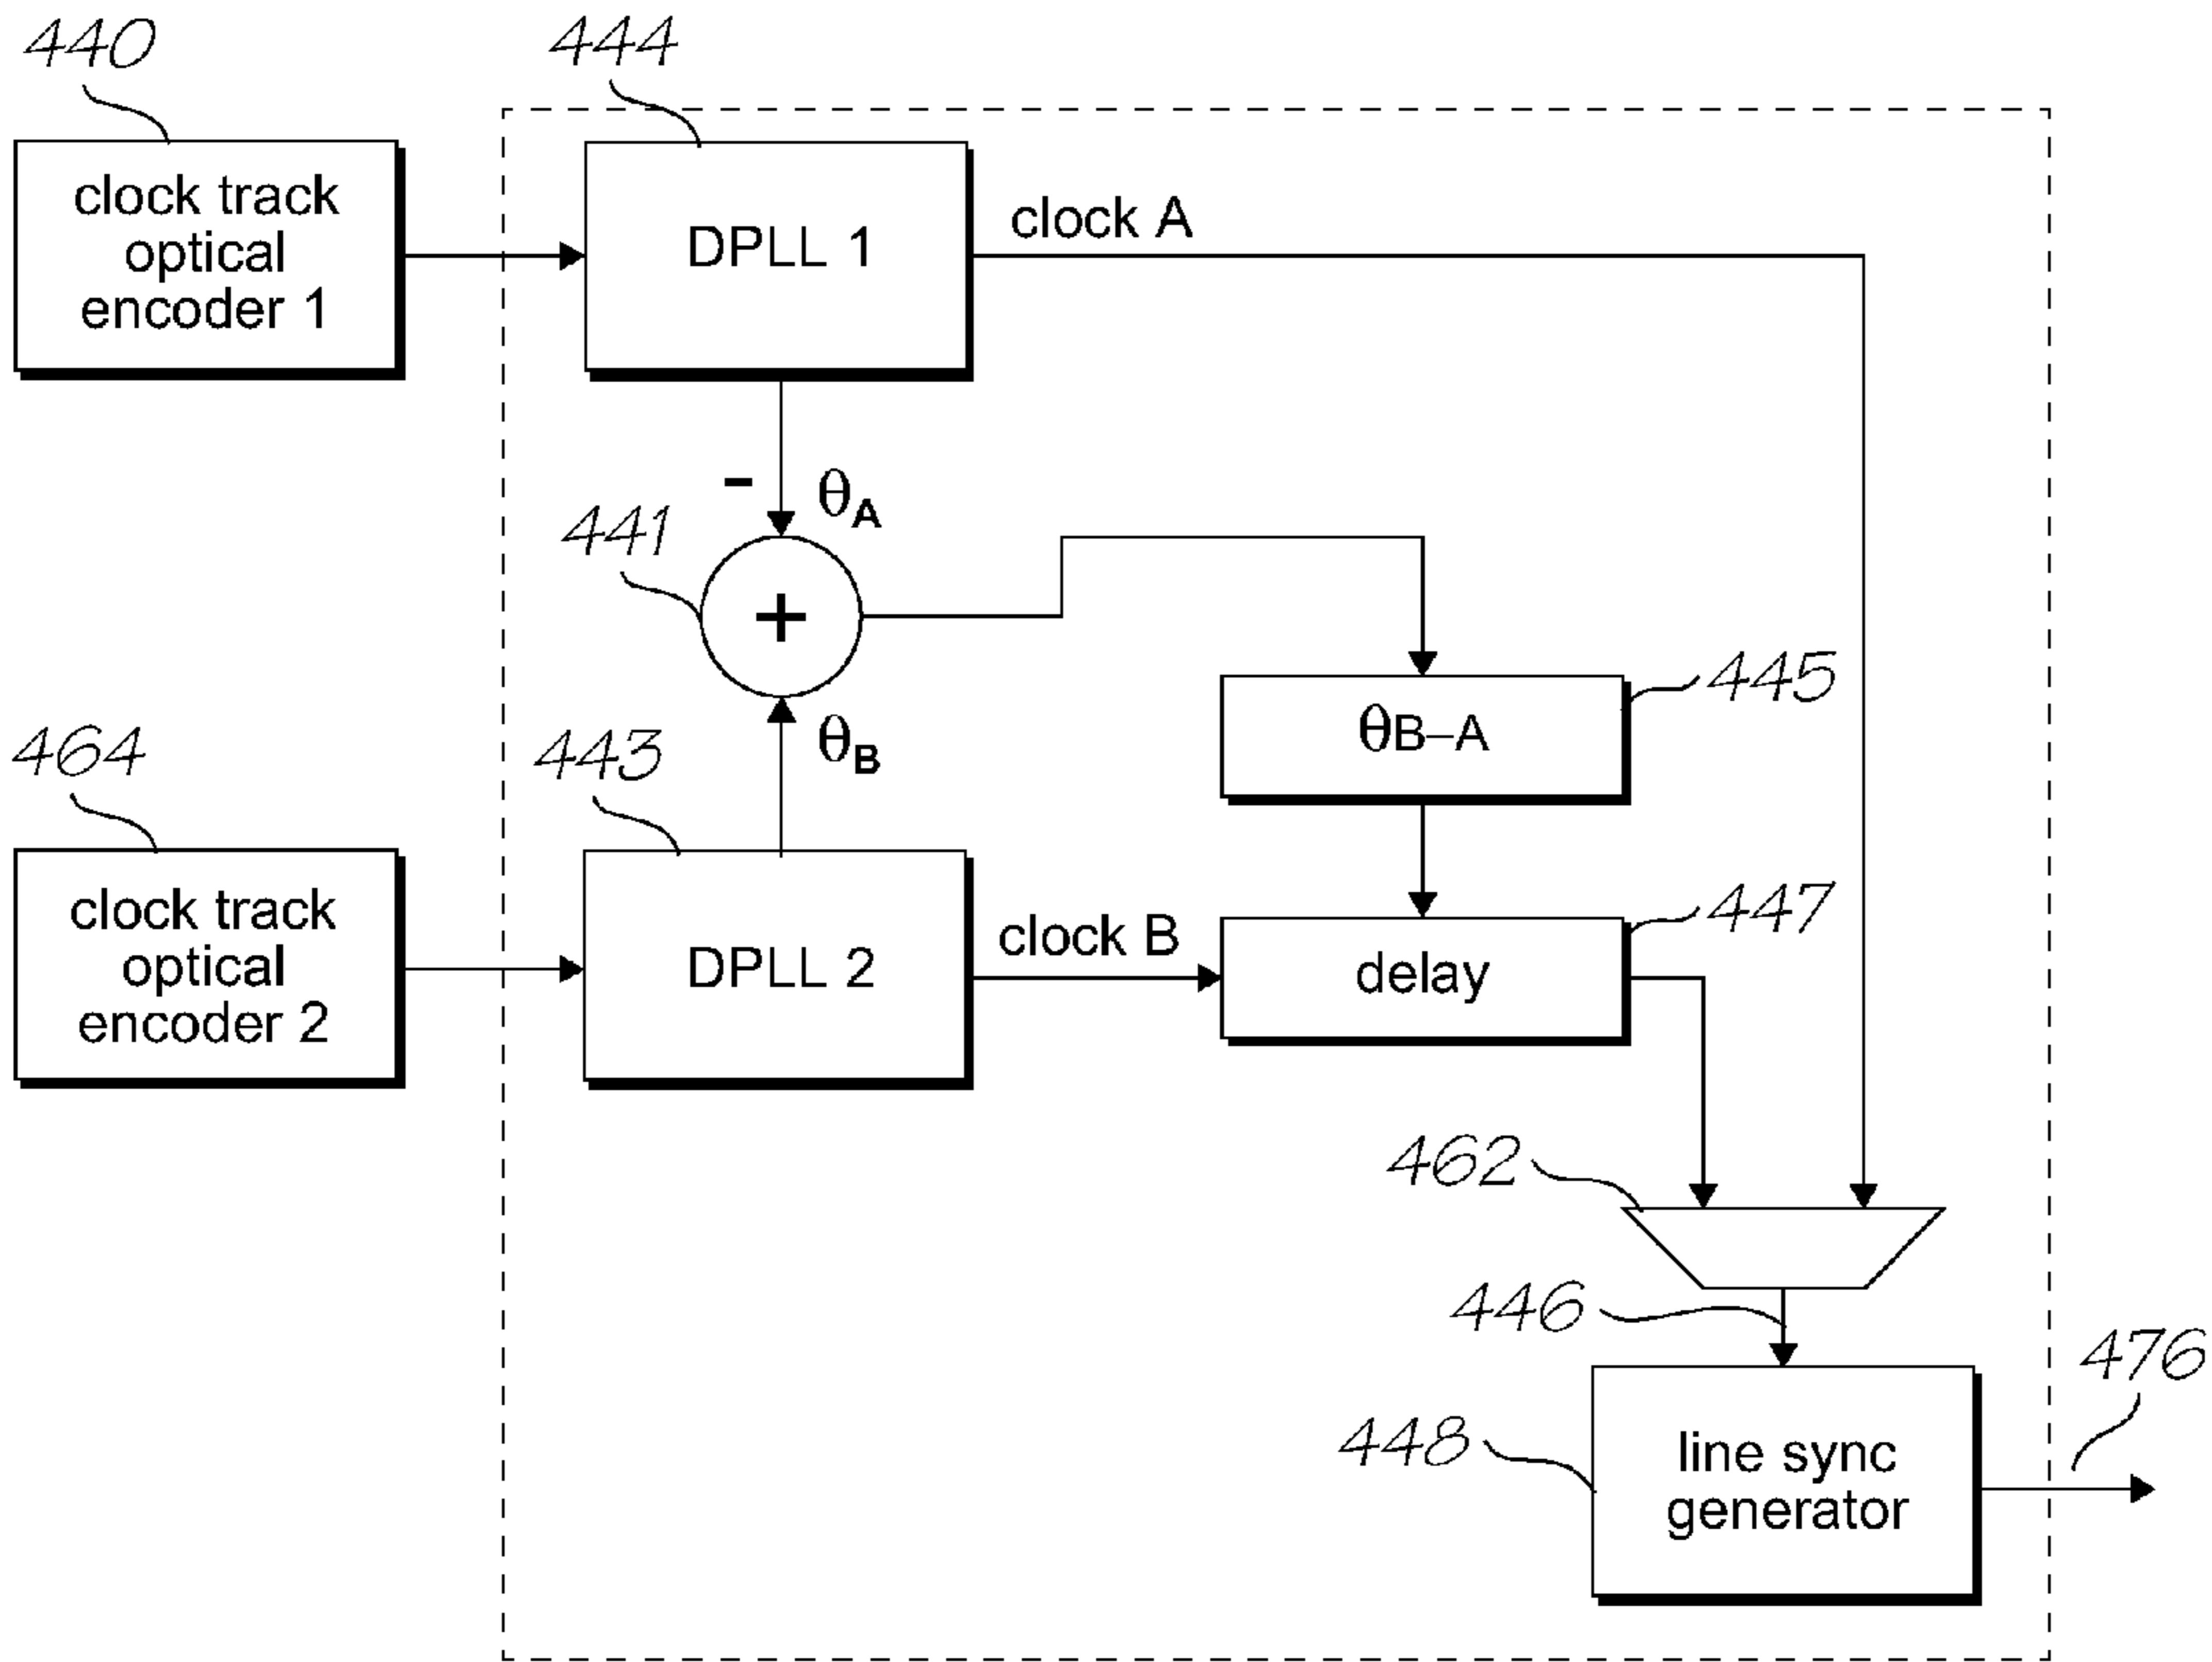 440
444
clock track
optical
encoder 1
DPLL 1
clock A
-
θA
441
+
445
θB–A
464
443
θB
447
clock track
optical
encoder 2
DPLL 2
clock B
delay
462
446
476
448
line sync
generator